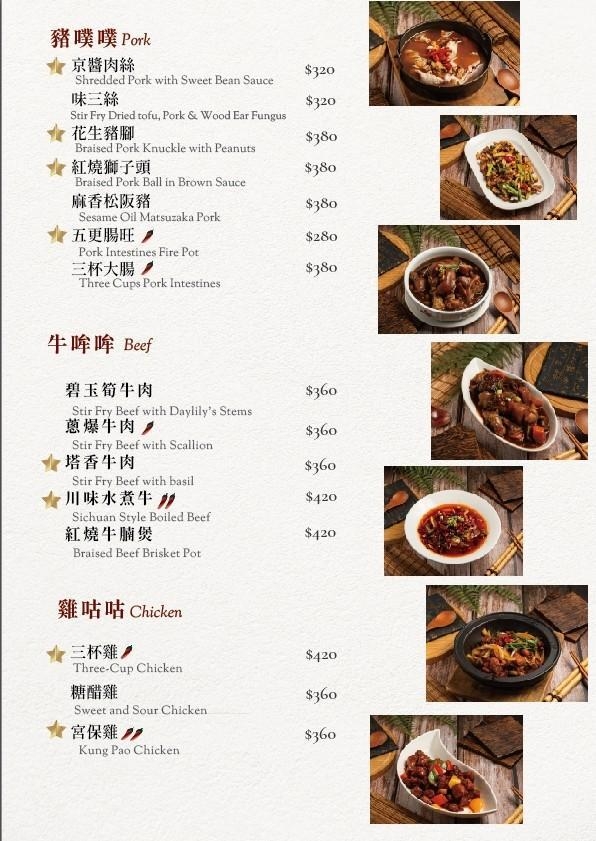 豬噗噗 Pork
京醬肉絲 $320
Shredded Pork with Sweet Bean Sauce
味三絲 $320
Stir Fry Dried tofu, Pork & Wood Ear Fungus
花生豬腳 $380
Braised Pork Knuckle with Peanuts
紅燒獅子頭 $380
Braised Pork Ball in Brown Sauce
麻香松阪豬 $380
Sesame Oil Matsuzaka Pork
五更腸旺 $280
Pork Intestines Fire Pot
三杯大腸 $380
Three Cups Pork Intestines
牛哞哞 Beef
碧玉筍牛肉 $360
Stir Fry Beef with Daylily's Stems
蔥爆牛肉 $360
Stir Fry Beef with Scallion
塔香牛肉 $360
Stir Fry Beef with basil
川味水煮牛 $420
Sichuan Style Boiled Beef
紅燒牛腩煲 $420
Braised Beef Brisket Pot
雞咕咕 Chicken
三杯雞 $420
Three-Cup Chicken
糖醋雞 $360
Sweet and Sour Chicken
宮保雞 $360
Kung Pao Chicken